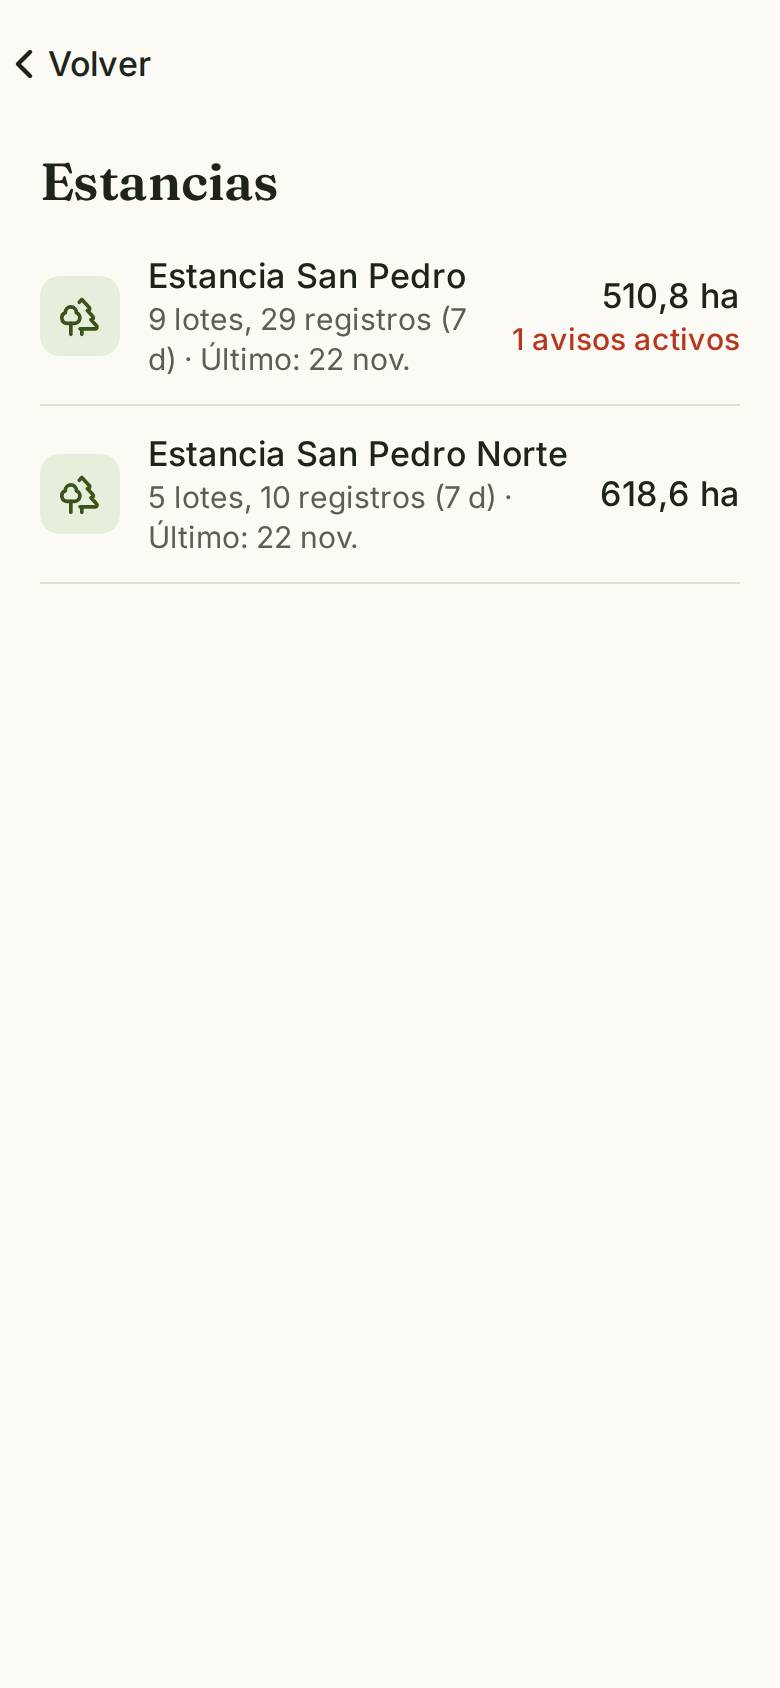 Volver
Estancias
Estancia San Pedro
9 lotes, 29 registros (7
d) · Último: 22 nov.
510,8 ha
1 avisos activos
Estancia San Pedro Norte
5 lotes, 10 registros (7 d) ·
Último: 22 nov.
618,6 ha